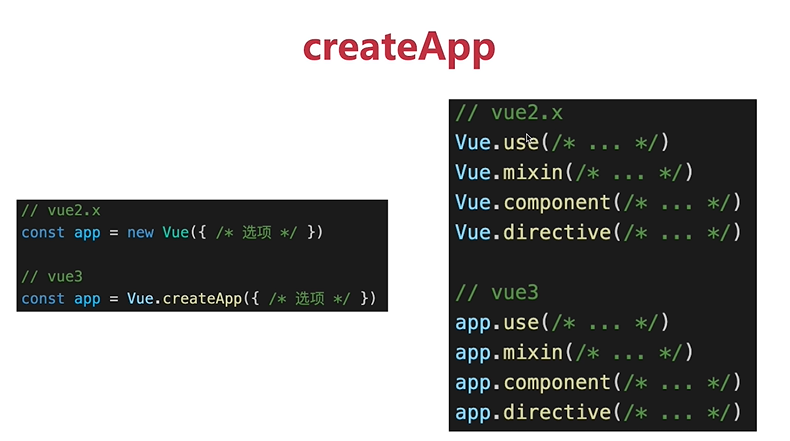 createApp
// vue2.x
const app = new Vue({ /* 选项 */ })
// vue3
const app = Vue.createApp({ /* 选项 */ })
// vue2.x
Vue.use(/* ... */)
Vue.mixin(/* ... */)
Vue.component(/* ... */)
Vue.directive(/* ... */)
// vue3
app.use(/* ... */)
app.mixin(/* ... */)
app.component(/* ... */)
app.directive(/* ... */)